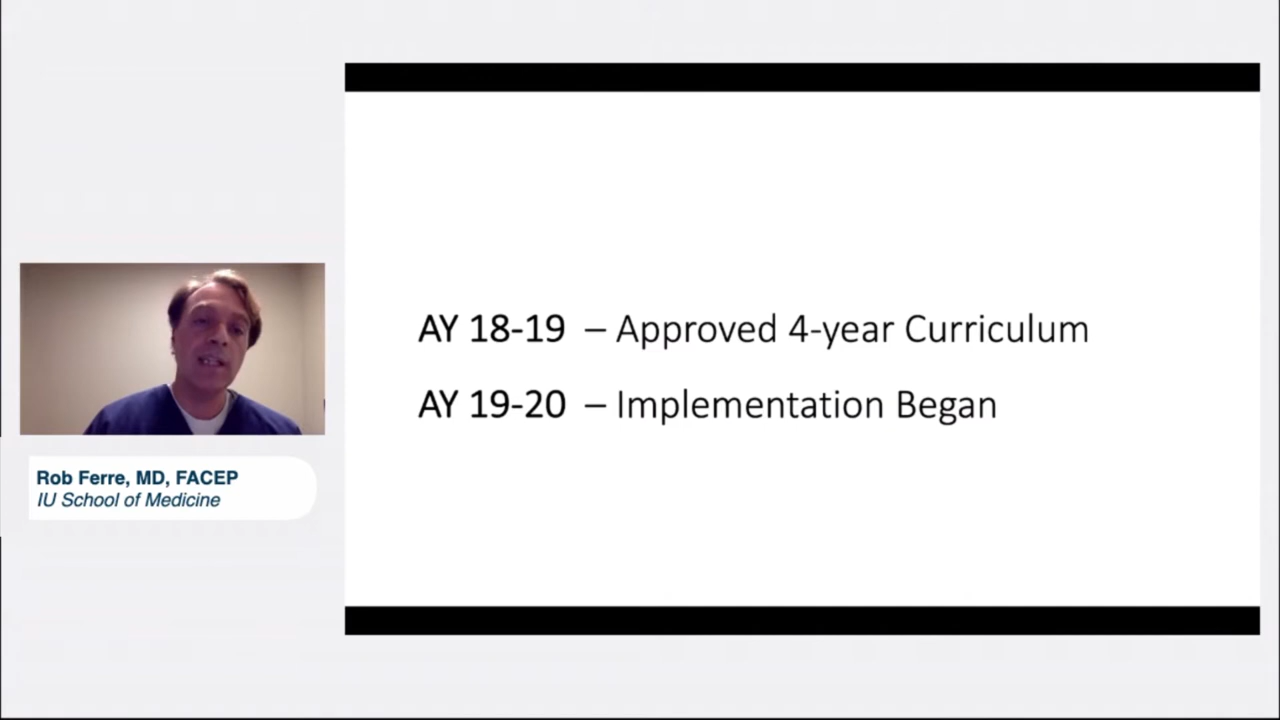 AY 18-19 – Approved 4-year Curriculum
AY 19-20 – Implementation Began
Rob Ferre, MD, FACEP
IU School of Medicine